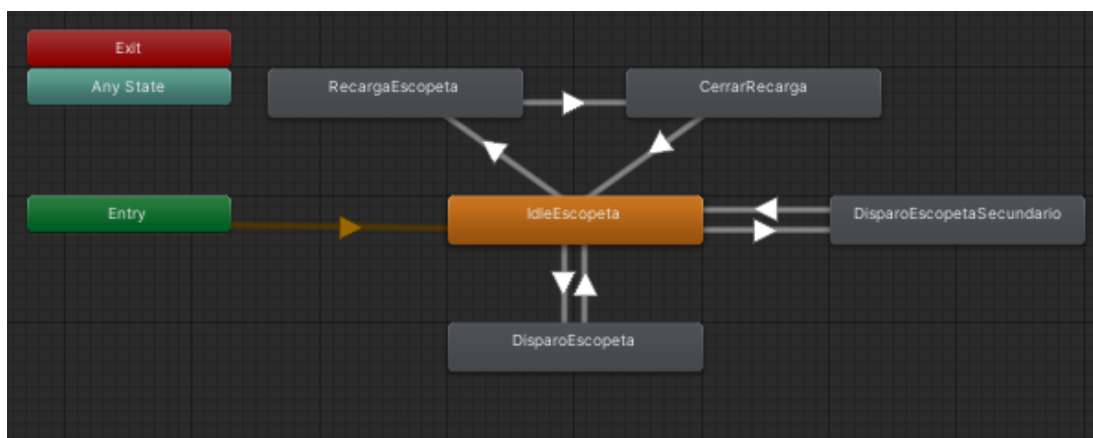 Exit
Any State
RecargaEscopeta
CerrarRecarga
Entry
IdleEscopeta
DisparoEscopetaSecundario
DisparoEscopeta